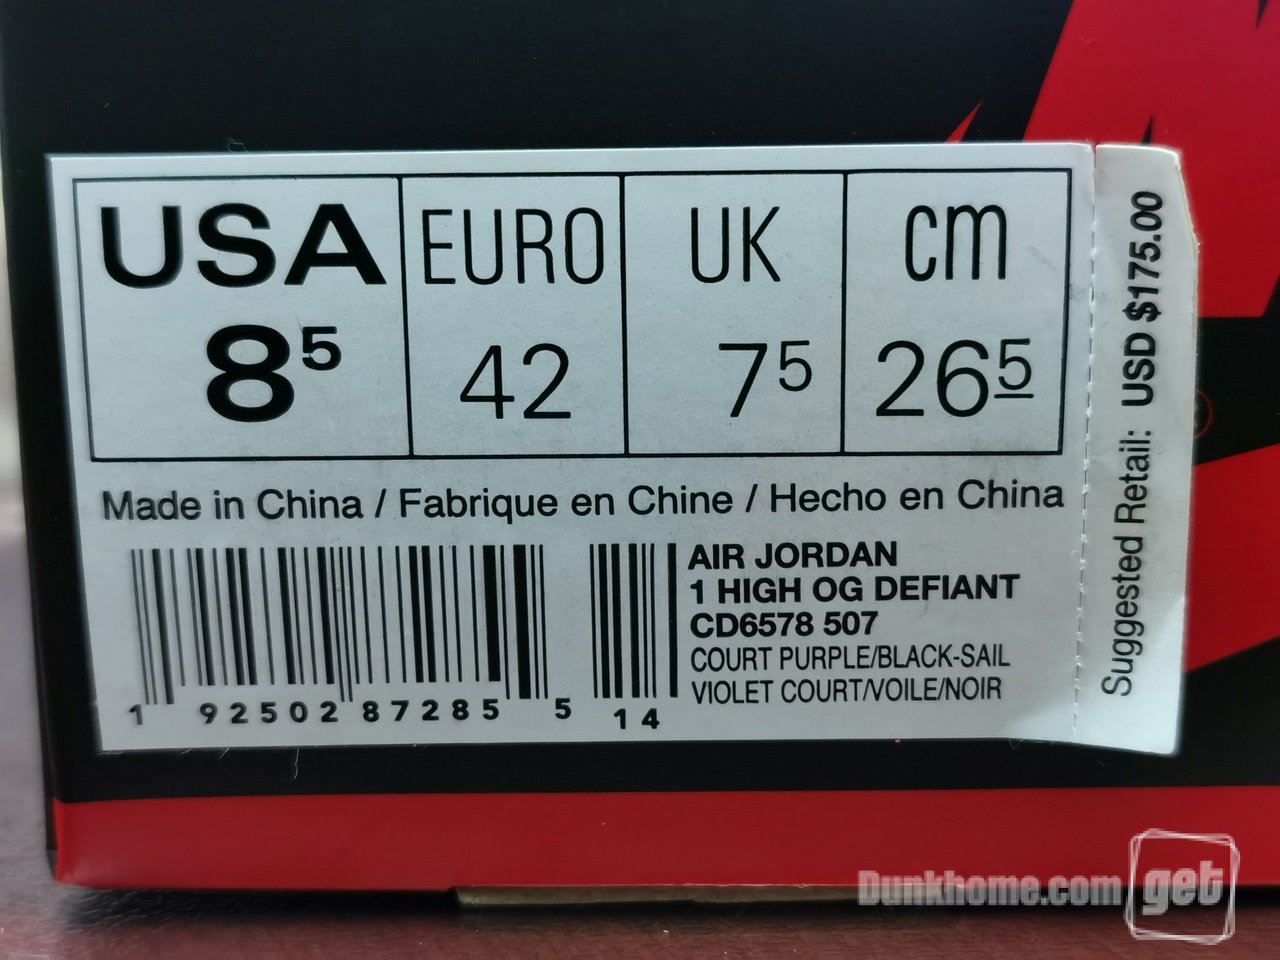 USA EURO UK CM
8⁵ 42 7⁵ 26⁵
Made in China / Fabrique en Chine / Hecho en China
AIR JORDAN
1 HIGH OG DEFIANT
CD6578 507
COURT PURPLE/BLACK-SAIL
VIOLET COURT/VOILE/NOIR
1 92502 87285 5 14
Suggested Retail: USD $175.00
Dunkhome.com get